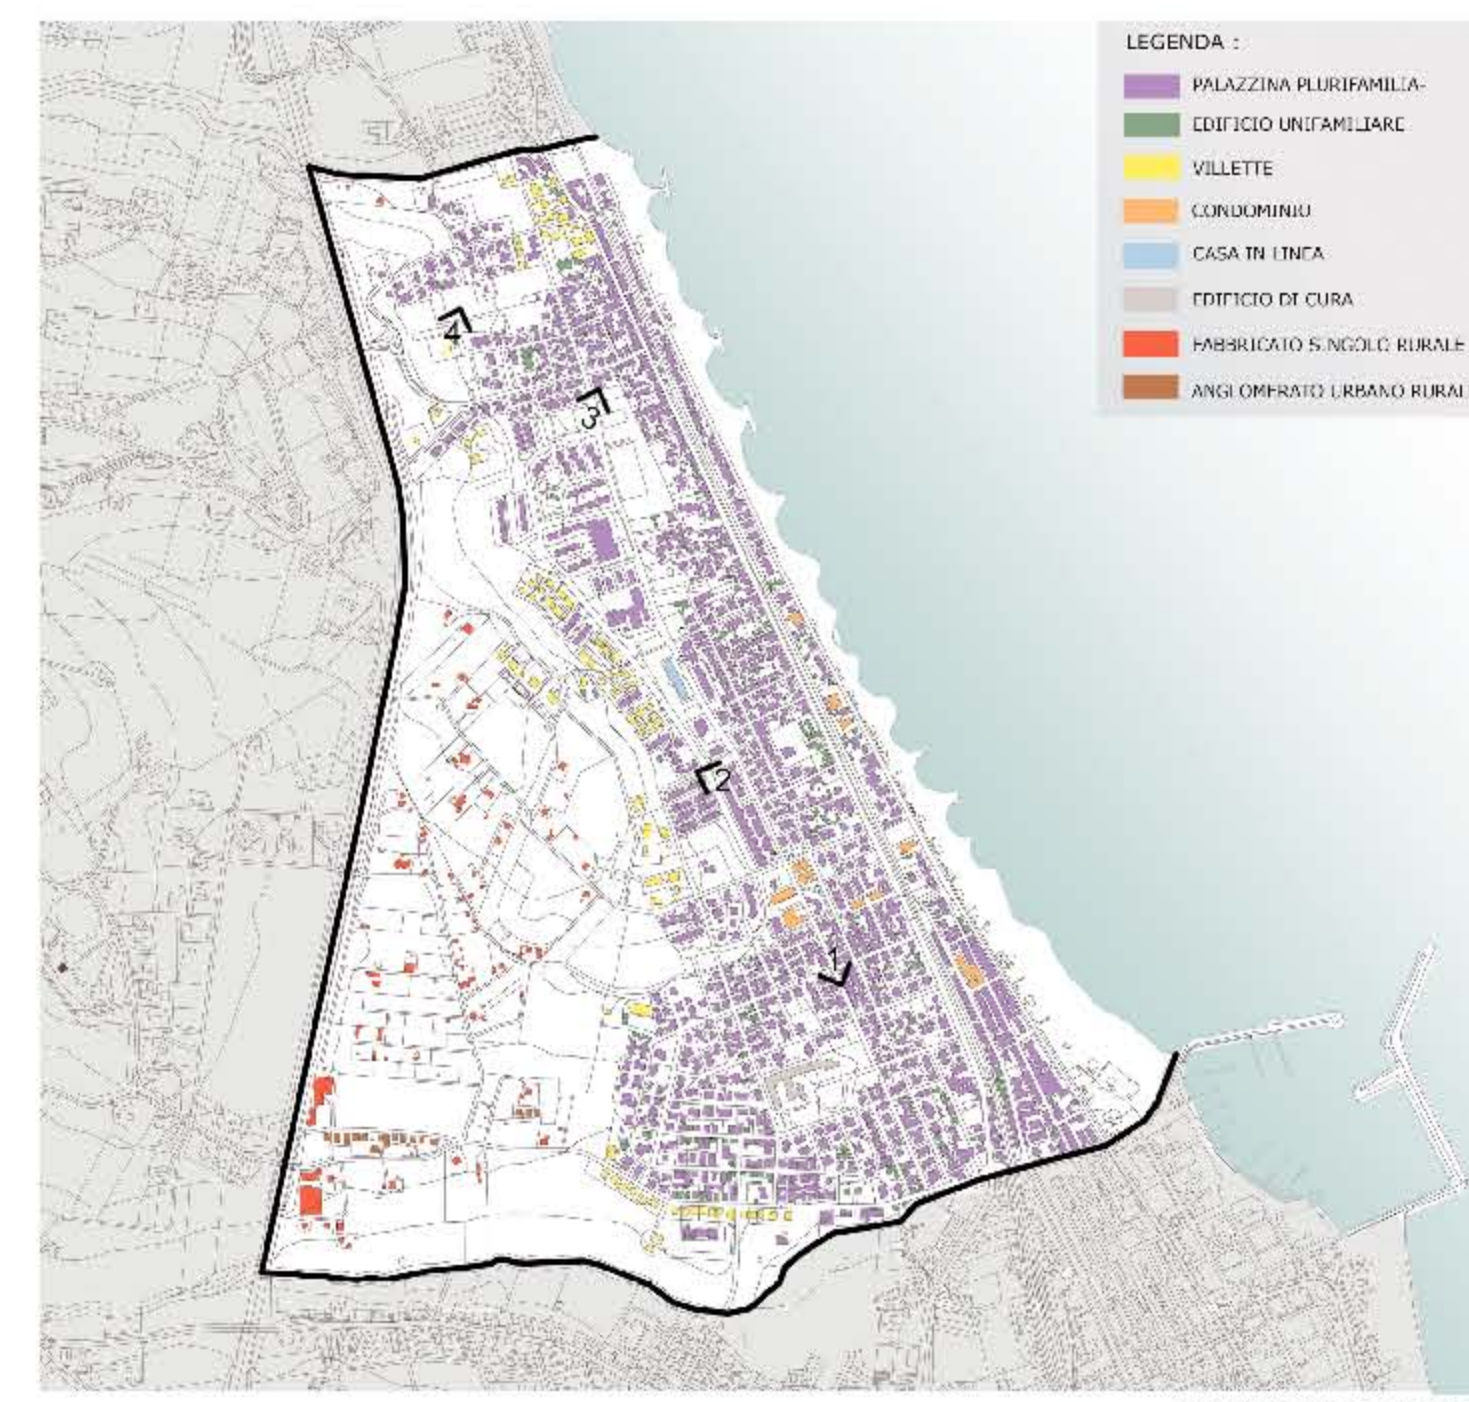 LEGENDA :
PALAZZINA PLURIFAMILIA-
EDIFICIO UNIFAMILIARE
VILLETTE
CONDOMINIO
CASA IN LINEA
EDIFICIO DI CURA
FABBRICATO SINGOLO RURALE
ANGLOMERATO URBANO RURAL
4
3
2
1